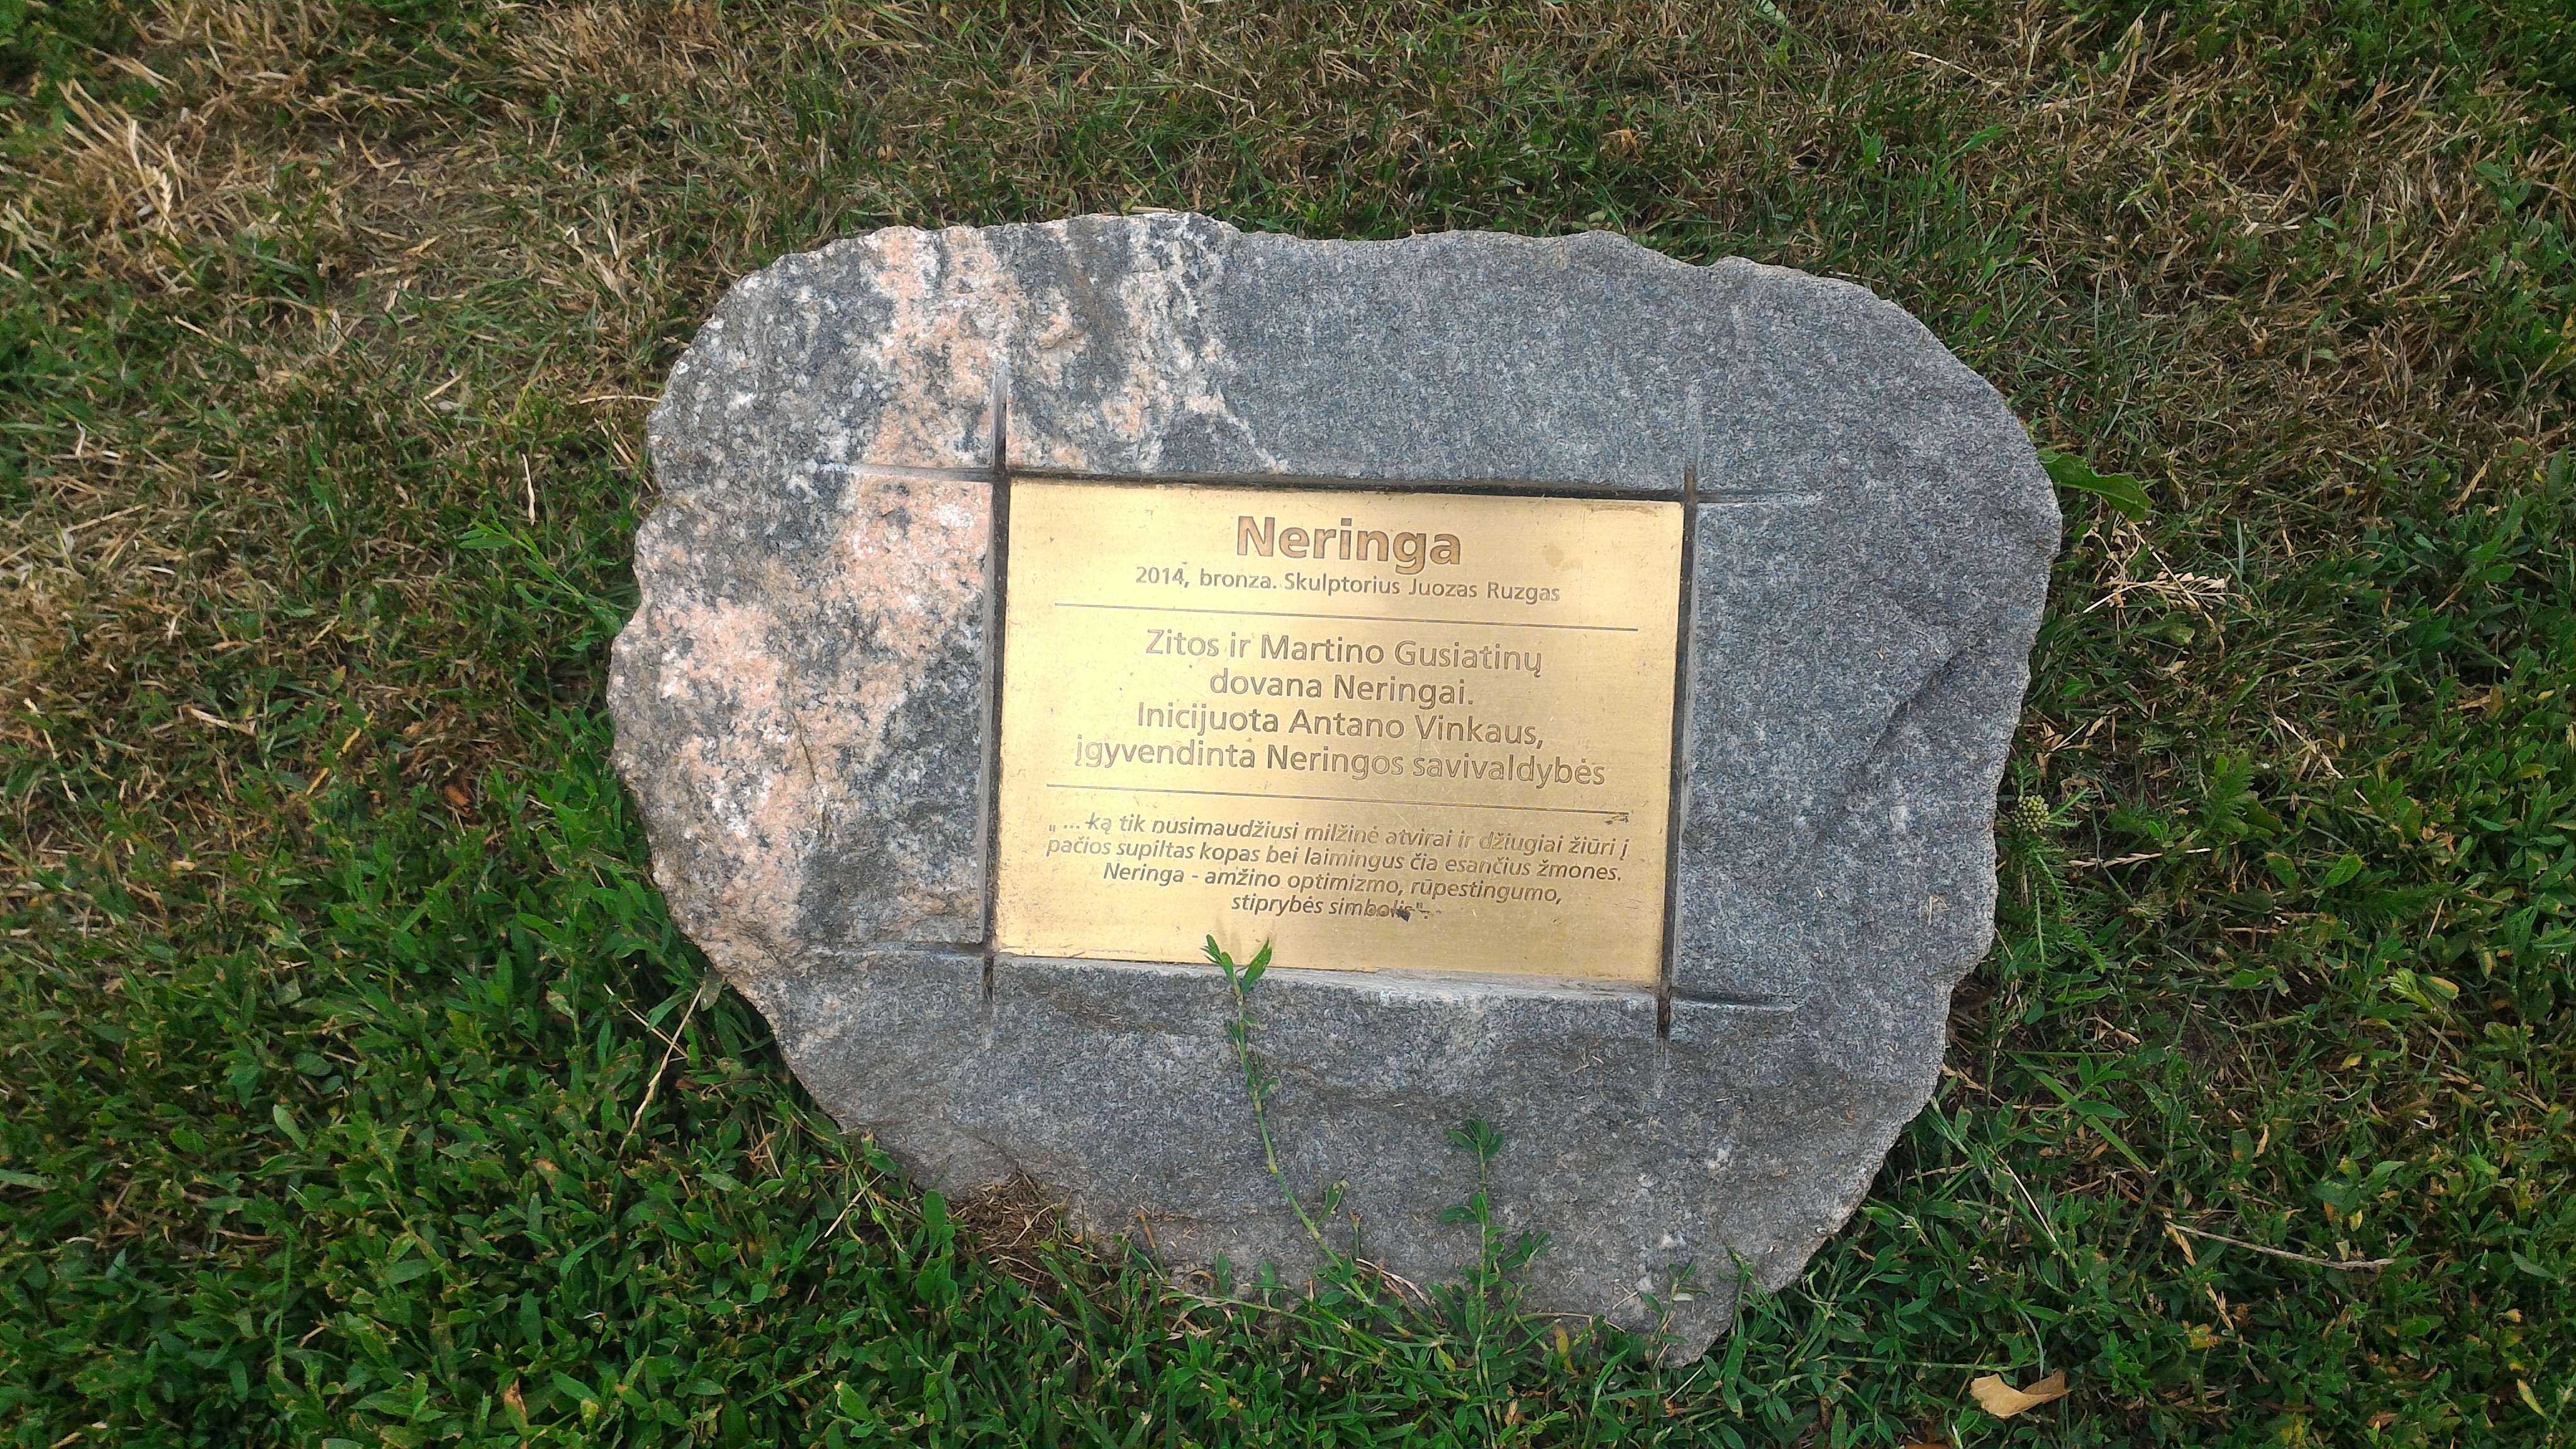 Neringa
2014, bronza. Skulptorius Juozas Ruzgas
Zitos ir Martino Gusiatinų
dovana Neringai.
Inicijuota Antano Vinkaus,
įgyvendinta Neringos savivaldybės
„ ... ką tik nusimaudžiusi milžinė atvirai ir džiugiai žiūri į
pačios supiltas kopas bei laimingus čia esančius žmones.
Neringa - amžino optimizmo, rūpestingumo,
stiprybės simbolis".